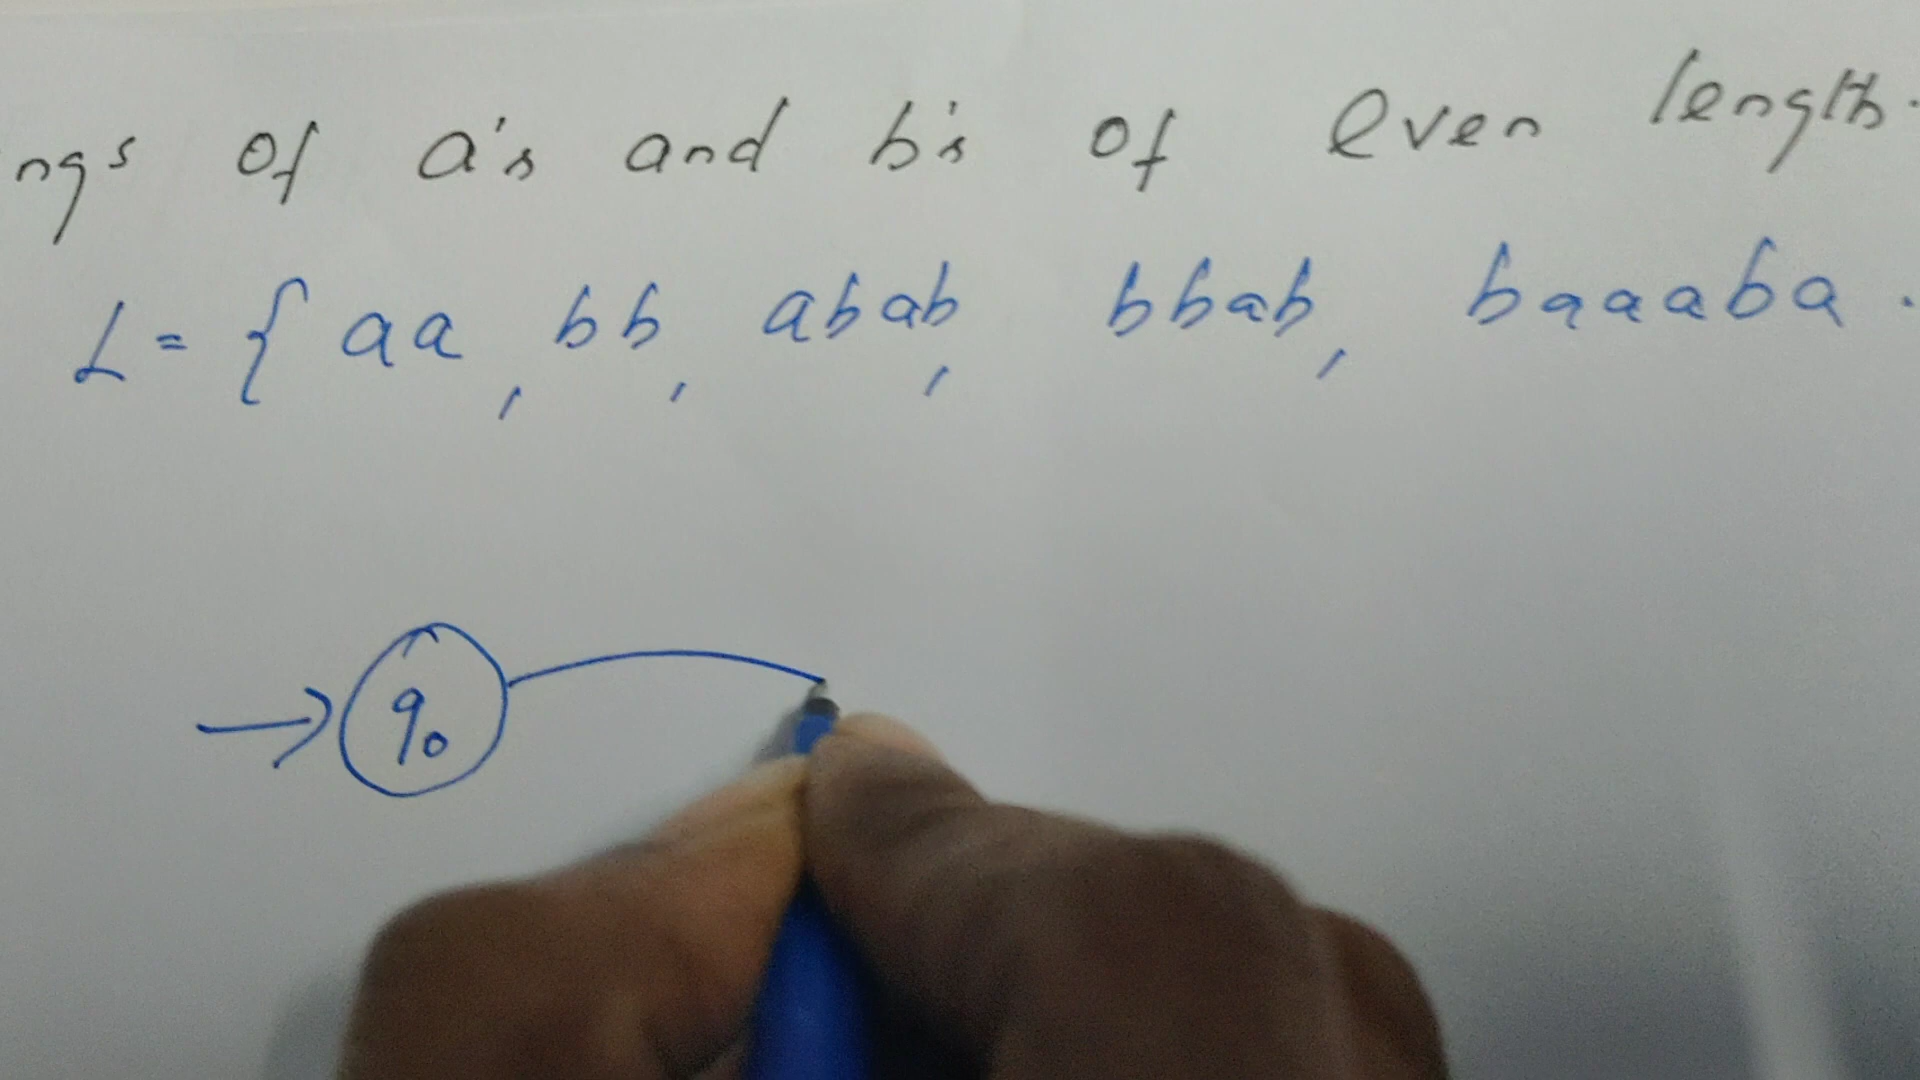 ngs of a's and b's of even length.
L = { aa, bb, abab, bbab, baaaba.
q0